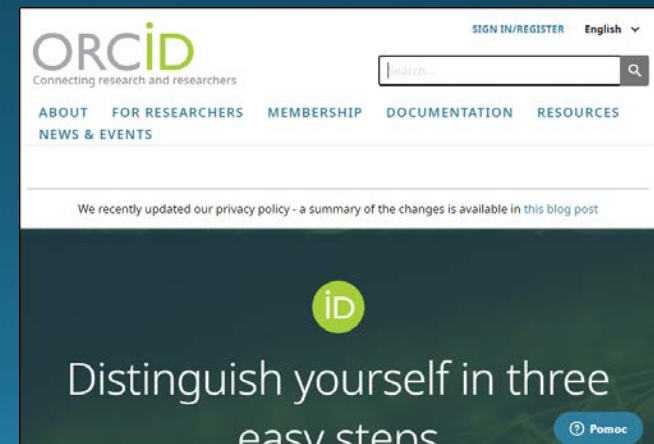 SIGN IN/REGISTER English
ORCiD
Connecting research and researchers
Search...
ABOUT FOR RESEARCHERS MEMBERSHIP DOCUMENTATION RESOURCES
NEWS & EVENTS
We recently updated our privacy policy - a summary of the changes is available in this blog post
iD
Distinguish yourself in three
easy steps
? Pomoc